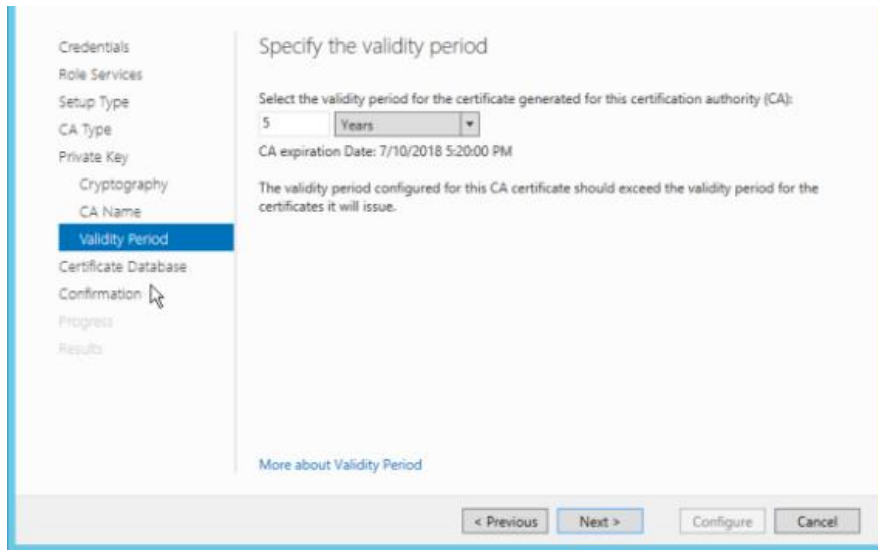 Credentials
Role Services
Setup Type
CA Type
Private Key
Cryptography
CA Name
Validity Period
Certificate Database
Confirmation
Progress
Results
Specify the validity period
Select the validity period for the certificate generated for this certification authority (CA):
5 Years
CA expiration Date: 7/10/2018 5:20:00 PM
The validity period configured for this CA certificate should exceed the validity period for the
certificates it will issue.
More about Validity Period
< Previous Next > Configure Cancel